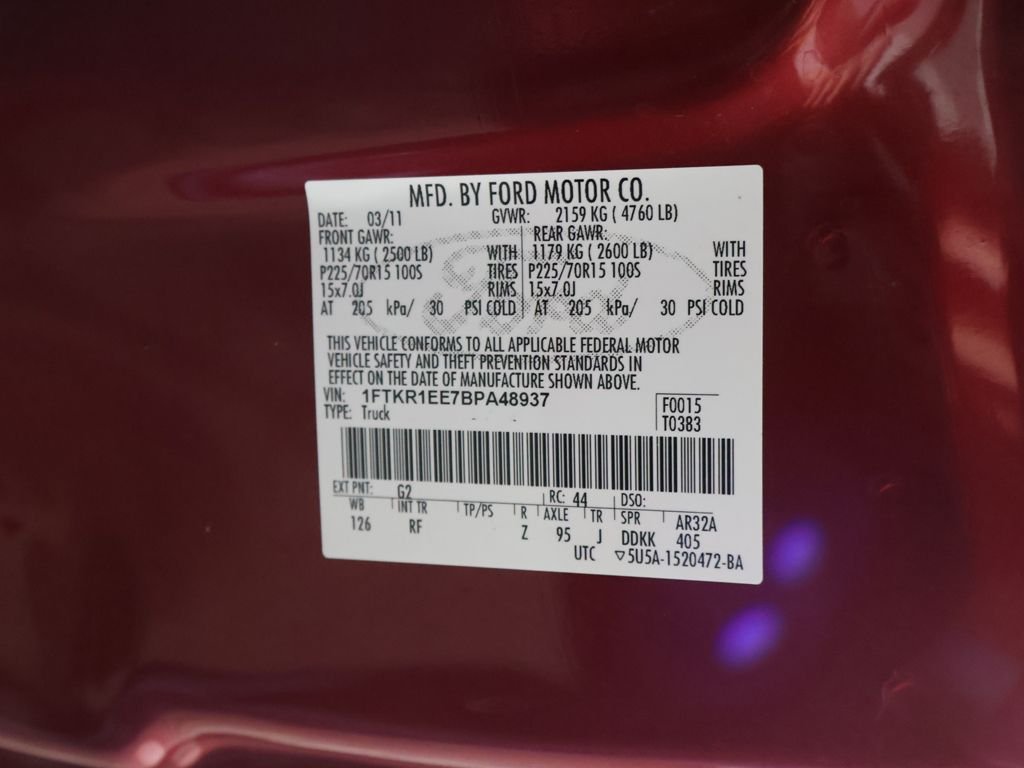 MFD. BY FORD MOTOR CO.
DATE: 03/11 GVWR: 2159 KG ( 4760 LB)
FRONT GAWR: REAR GAWR:
1134 KG ( 2500 LB) WITH 1179 KG ( 2600 LB) WITH
P225/70R15 100S TIRES P225/70R15 100S TIRES
15x7.0J RIMS 15x7.0J RIMS
AT 205 kPa/ 30 PSI COLD AT 205 kPa/ 30 PSI COLD
THIS VEHICLE CONFORMS TO ALL APPLICABLE FEDERAL MOTOR
VEHICLE SAFETY AND THEFT PREVENTION STANDARDS IN
EFFECT ON THE DATE OF MANUFACTURE SHOWN ABOVE.
VIN: 1FTKR1EE7BPA48937 F0015
TYPE: Truck T0383
EXT PNT: G2 RC: 44 DSO:
WB INT TR TP/PS R AXLE TR SPR AR32A
126 RF Z 95 J DDKK 405
UTC ▽5U5A-1520472-BA